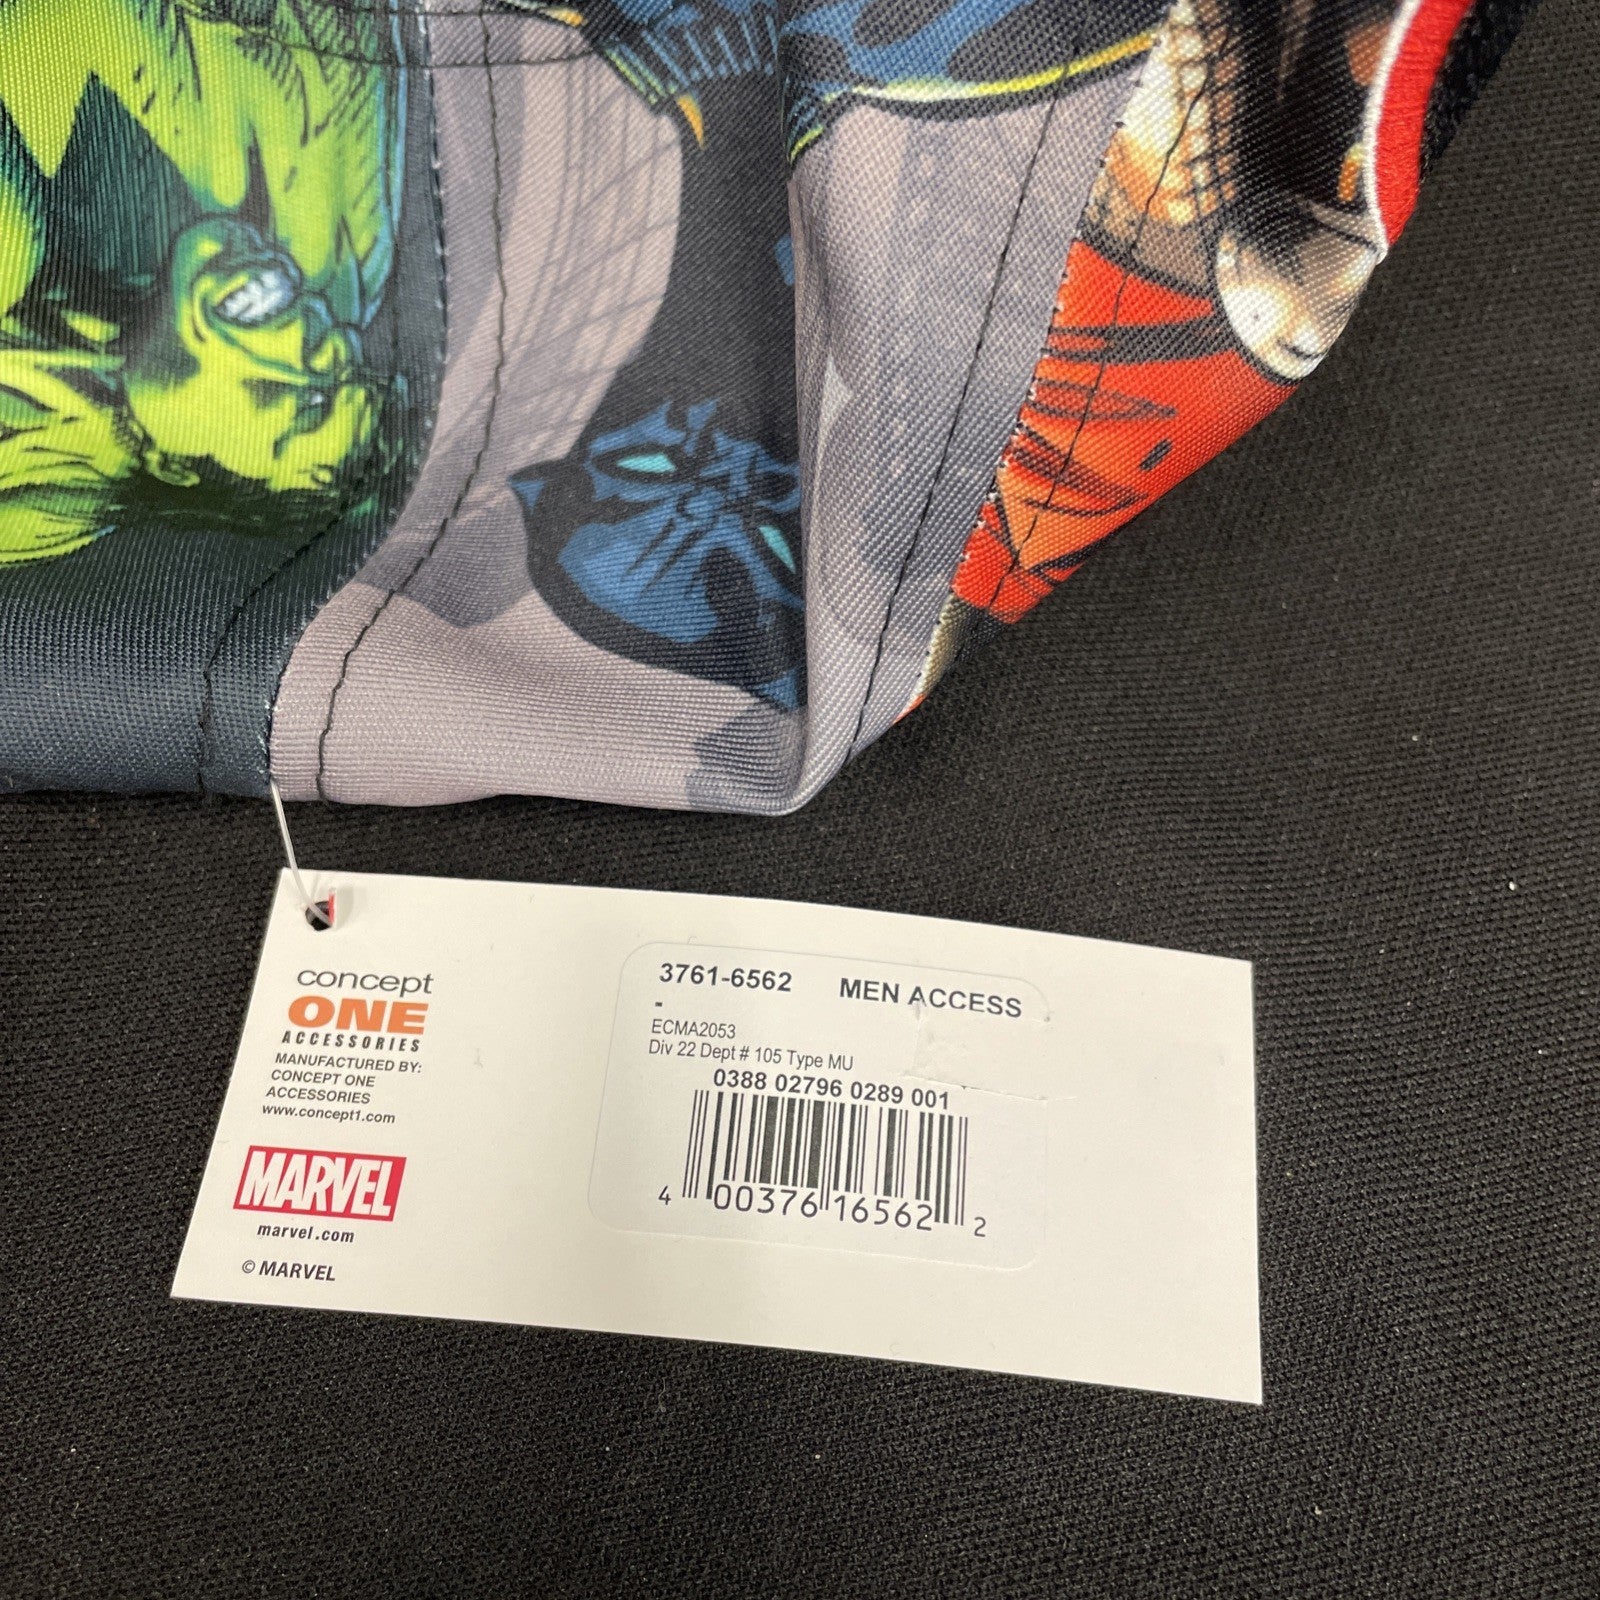 concept
ONE
ACCESSORIES
MANUFACTURED BY:
CONCEPT ONE
ACCESSORIES
www.concept1.com
MARVEL
marvel.com
© MARVEL
3761-6562 MEN ACCESS
-
ECMA2053
Div 22 Dept # 105 Type MU
0388 02796 0289 001
4 00376 16562 2